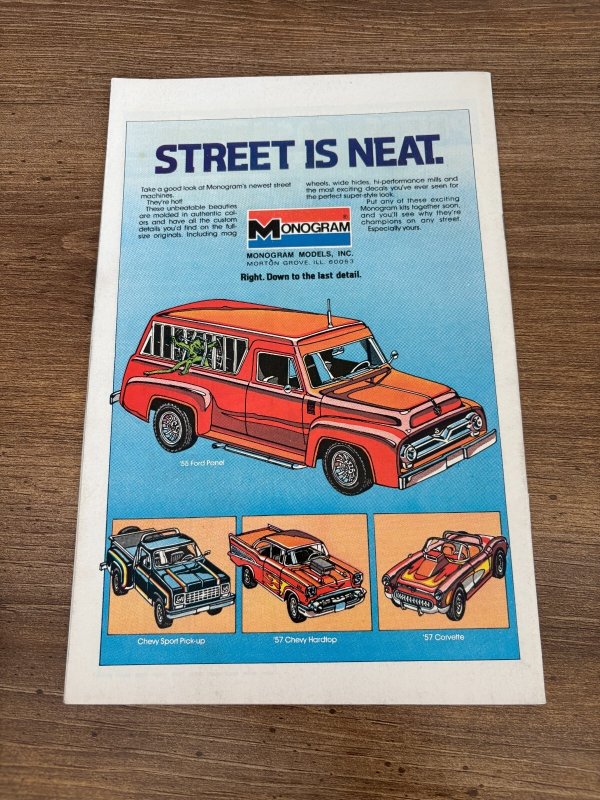 STREET IS NEAT.
Take a good look at Monogram's newest street
machines.
They're hot!
These unbeatable beauties
are molded in authentic col-
ors and have all the custom
details you'd find on the full-
size originals. Including mag
wheels, wide hides, hi-performance mills and
the most exciting decals you've ever seen for
the perfect super-style look.
Put any of these exciting
Monogram kits together soon,
and you'll see why they're
champions on any street.
Especially yours.
MONOGRAM®
MONOGRAM MODELS, INC.
MORTON GROVE, ILL. 60053
Right. Down to the last detail.
'55 Ford Panel
Chevy Sport Pick-up
'57 Chevy Hardtop
'57 Corvette